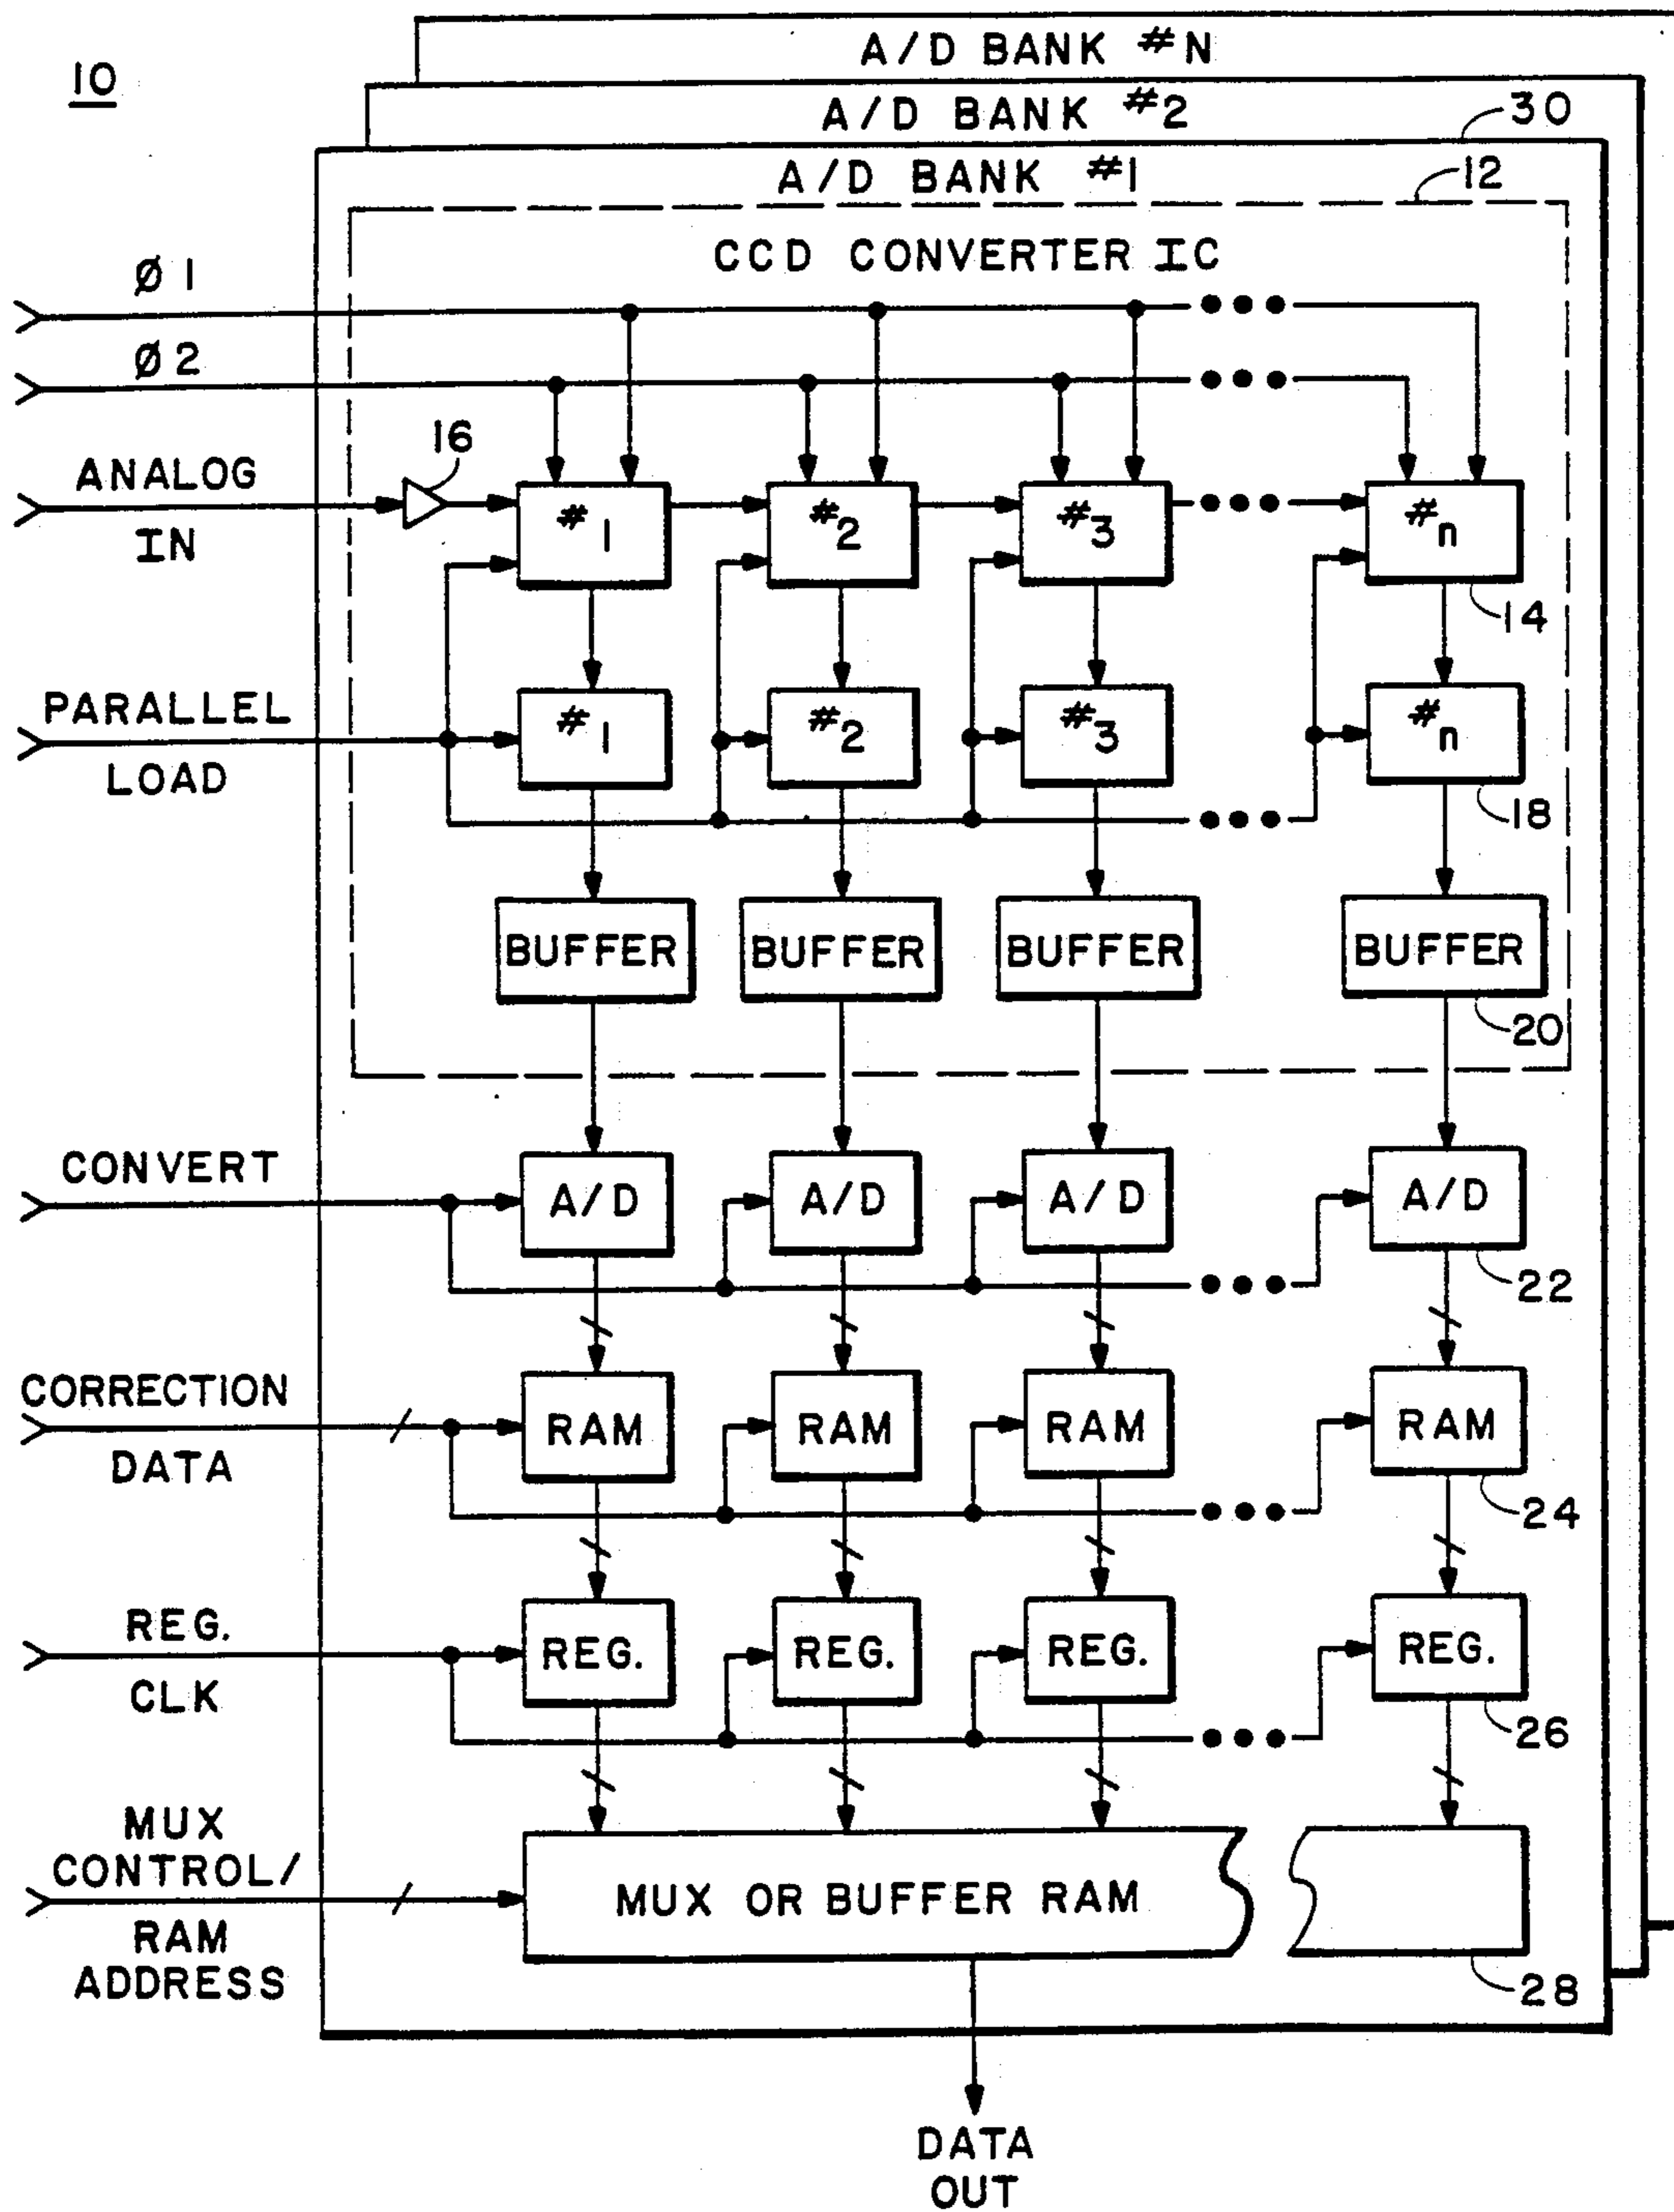 10
A/D BANK #N
A/D BANK #2
30
A/D BANK #1
12
CCD CONVERTER IC
Ø1
Ø2
16
ANALOG
IN
#1 #2 #3 #n
14
PARALLEL
LOAD
#1 #2 #3 #n
18
BUFFER BUFFER BUFFER BUFFER
20
CONVERT
A/D A/D A/D A/D
22
CORRECTION
DATA
RAM RAM RAM RAM
24
REG.
CLK
REG. REG. REG. REG.
26
MUX
CONTROL/
RAM
ADDRESS
MUX OR BUFFER RAM
28
DATA
OUT